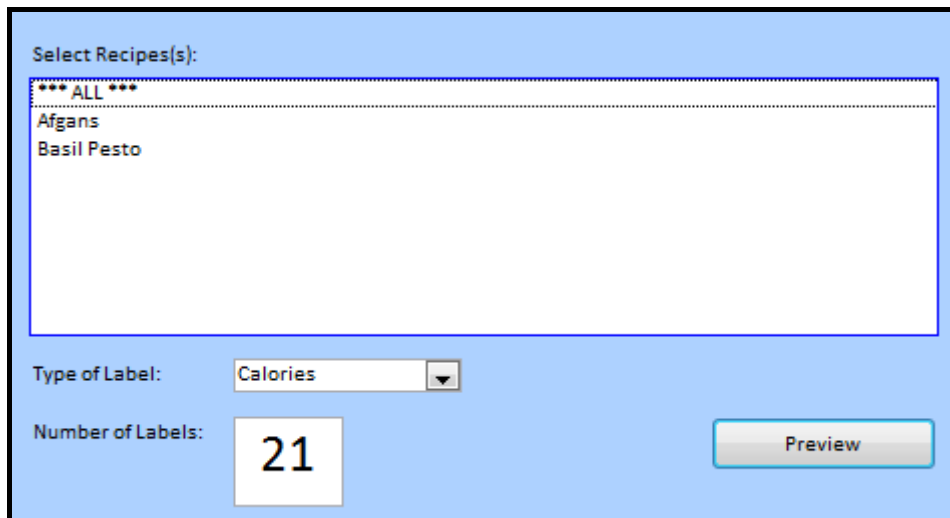 Select Recipes(s):
*** ALL ***
Afgans
Basil Pesto
Type of Label: Calories
Number of Labels: 21
Preview